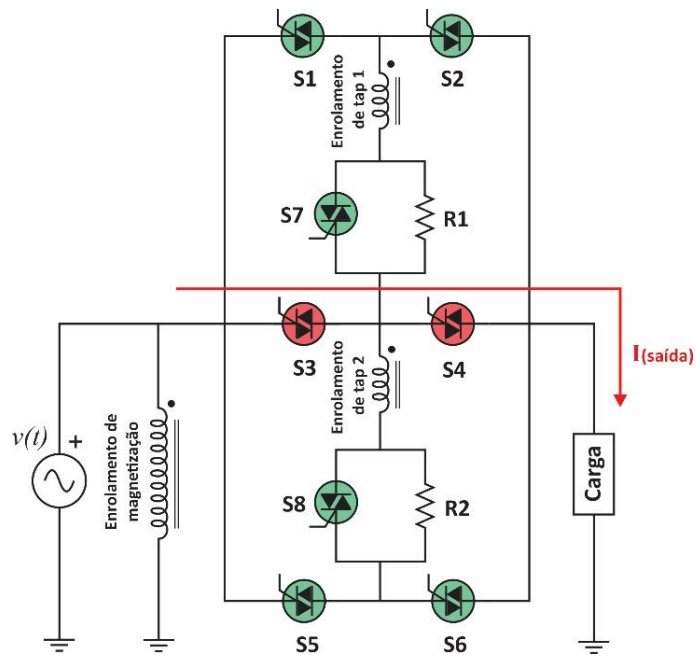 S1
S2
Enrolamento
de tap 1
S7
R1
S3
S4
I(saída)
Enrolamento
de tap 2
v(t)
+
Enrolamento de
magnetização
S8
R2
Carga
S5
S6